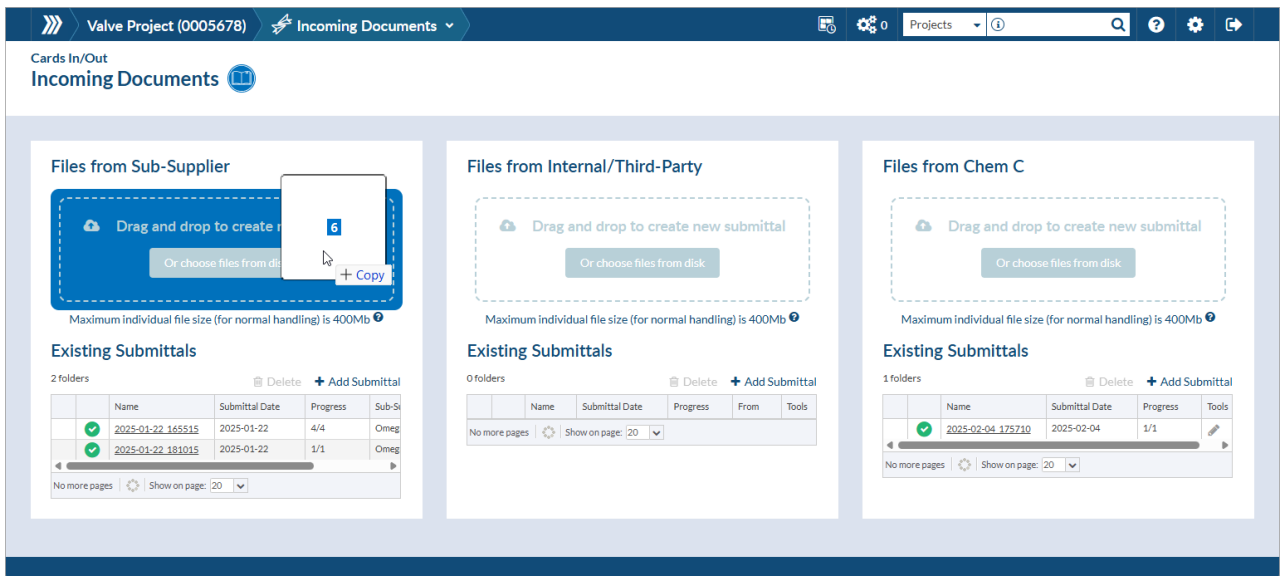 Valve Project (0005678)
Incoming Documents
0
Projects
Cards In/Out
Incoming Documents
Files from Sub-Supplier
Drag and drop to create
6
Or choose files from
Copy
Maximum individual file size (for normal handling) is 400Mb
Existing Submittals
2 folders
Delete
Add Submittal
Name Submittal Date Progress
2025-01-22 165515 2025-01-22 4/4 Omeg
2025-01-22 181015 2025-01-22 1/1 Omeg
No more pages Show on page: 20
Files from Internal/Third-Party
Drag and drop to create new submittal
Or choose files from disk
Maximum individual file size (for normal handling) is 400Mb
Existing Submittals
0 folders
Delete
Add Submittal
Name Submittal Date Progress From Tools
No more pages Show on page: 20
Files from Chem C
Drag and drop to create new submittal
Or choose files from disk
Maximum individual file size (for normal handling) is 400Mb
Existing Submittals
1 folders
Delete
Add Submittal
Name Submittal Date Progress Tools
2025-02-04 175710 2025-02-04 1/1
No more pages Show on page: 20